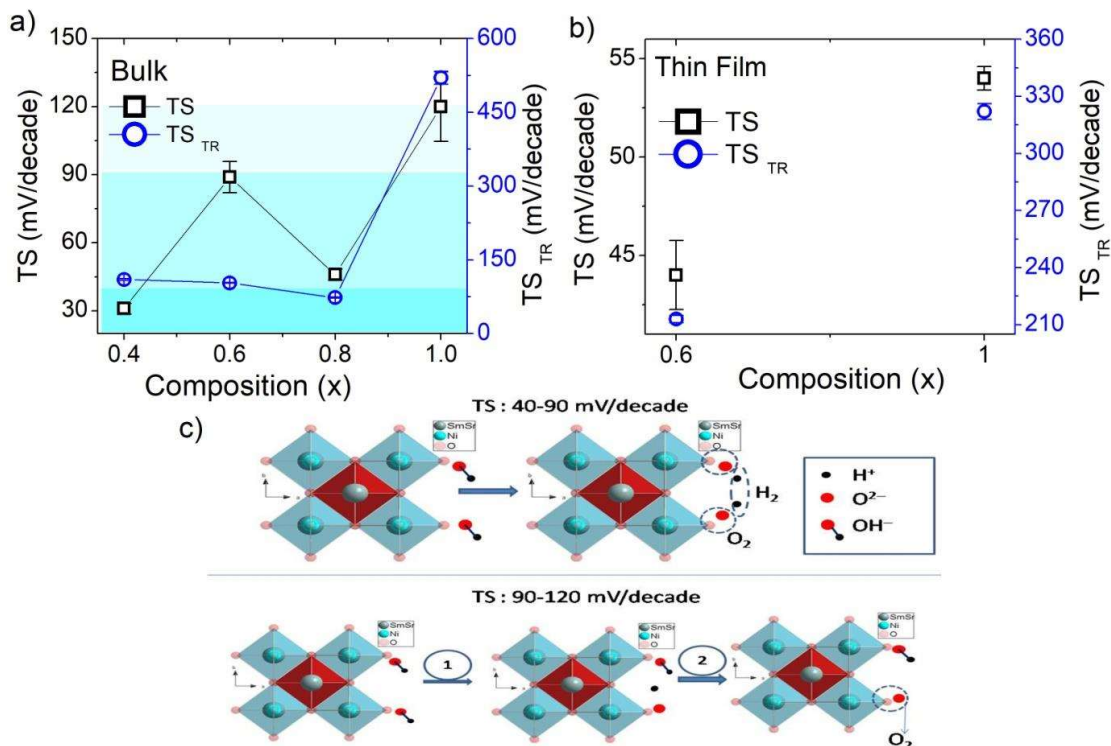 a)
150
120
90
60
30
TS (mV/decade)
Bulk
TS
TS TR
600
450
300
150
0
TS TR (mV/decade)
0.4 0.6 0.8 1.0
Composition (x)
b)
55
50
45
TS (mV/decade)
Thin Film
TS
TS TR
360
330
300
270
240
210
TS TR (mV/decade)
0.6 1
Composition (x)
c)
TS : 40-90 mV/decade
SmSr
Ni
O
SmSr
Ni
O
H2
O2
H+
O2−
OH−
TS : 90-120 mV/decade
SmSr
Ni
O
1
SmSr
Ni
O
2
SmSr
Ni
O
O2